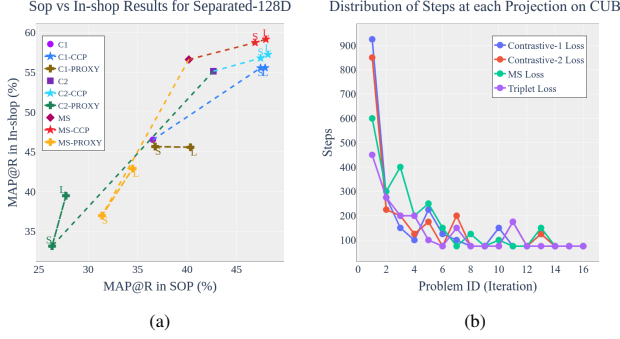 Sop vs In-shop Results for Separated-128D
MAP@R in In-shop (%)
60
55
50
45
40
35
C1
C1-CCP
C1-PROXY
C2
C2-CCP
C2-PROXY
MS
MS-CCP
MS-PROXY
S L
S L
S L
S L
L
S
L
S
25 30 35 40 45
MAP@R in SOP (%)
(a)
Distribution of Steps at each Projection on CUB
Steps
900
800
700
600
500
400
300
200
100
Contrastive-1 Loss
Contrastive-2 Loss
MS Loss
Triplet Loss
0 2 4 6 8 10 12 14 16
Problem ID (Iteration)
(b)